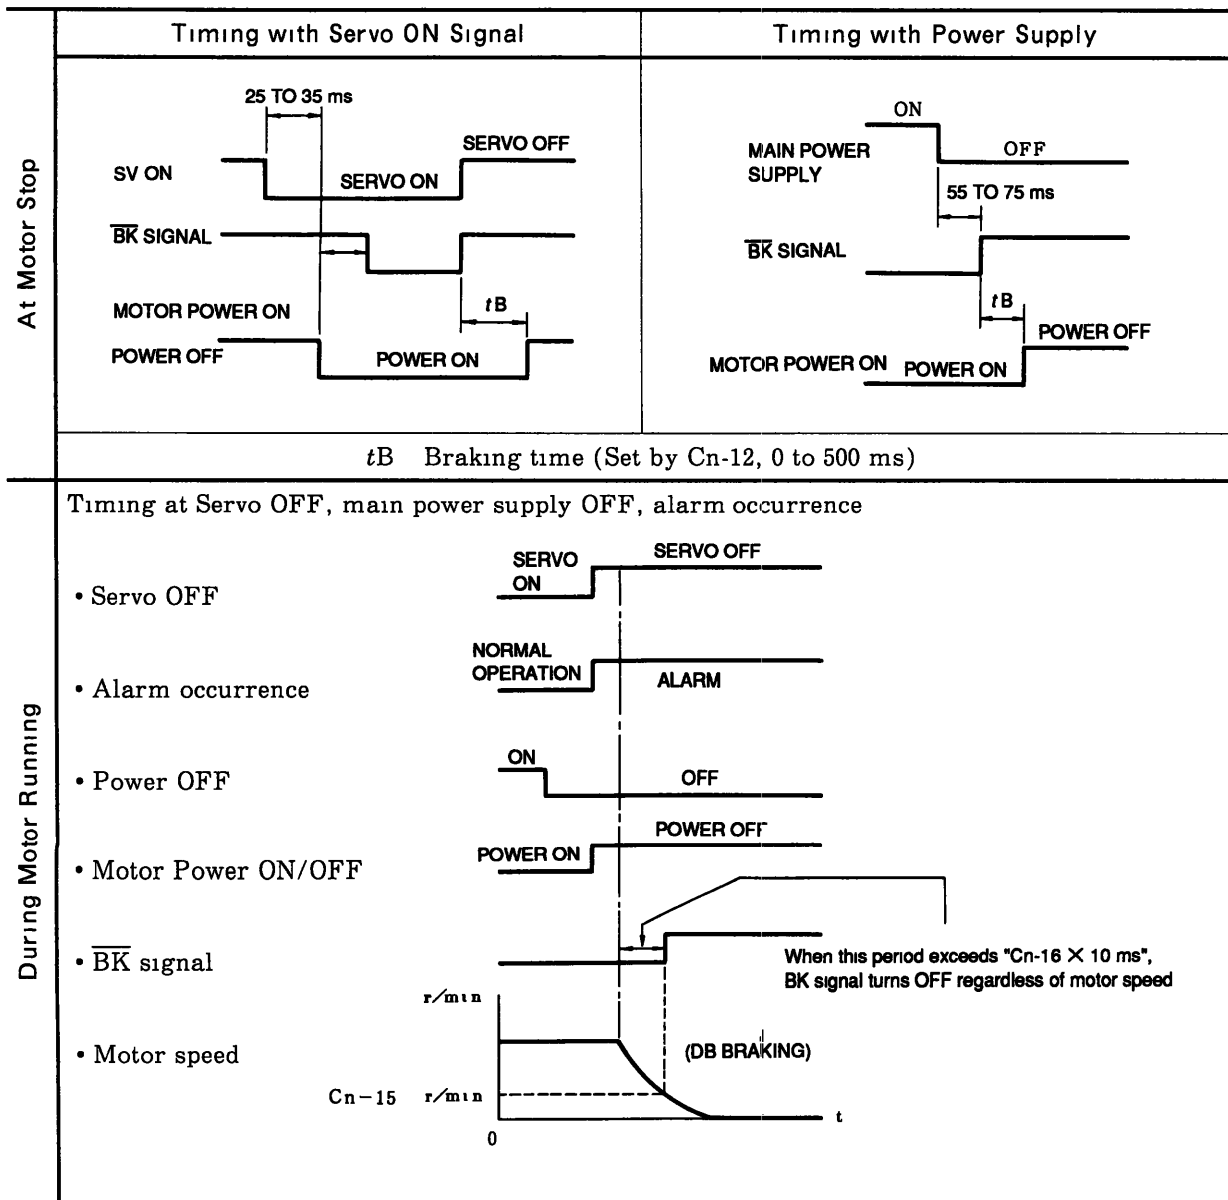 Timing with Servo ON Signal
Timing with Power Supply
At Motor Stop
25 TO 35 ms
SV ON
SERVO ON
SERVO OFF
BK SIGNAL
tB
MOTOR POWER ON
POWER OFF
POWER ON
ON
MAIN POWER
SUPPLY
OFF
55 TO 75 ms
BK SIGNAL
tB
POWER OFF
MOTOR POWER ON
POWER ON
tB Braking time (Set by Cn-12, 0 to 500 ms)
During Motor Running
Timing at Servo OFF, main power supply OFF, alarm occurrence
• Servo OFF
SERVO
ON
SERVO OFF
• Alarm occurrence
NORMAL
OPERATION
ALARM
• Power OFF
ON
OFF
• Motor Power ON/OFF
POWER ON
POWER OFF
• BK signal
When this period exceeds "Cn-16 × 10 ms",
BK signal turns OFF regardless of motor speed
• Motor speed
r/min
(DB BRAKING)
Cn-15 r/min
t
0